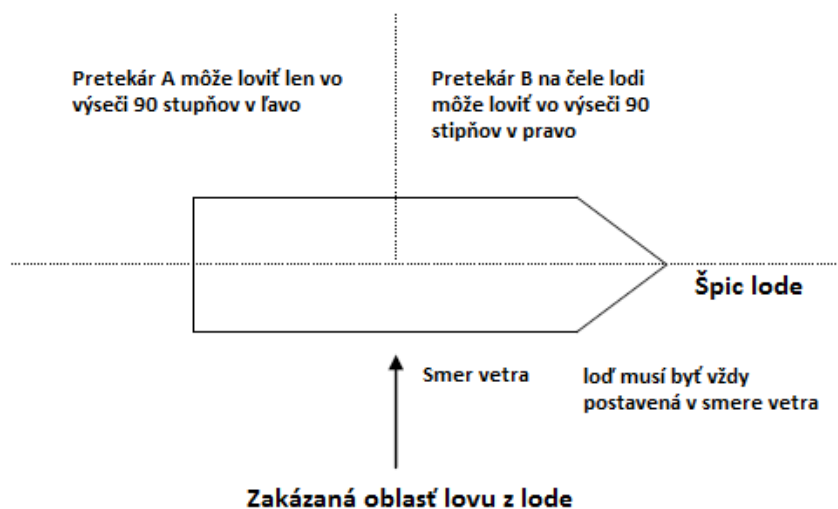 Pretekár A môže loviť len vo
výseči 90 stupňov v ľavo
Pretekár B na čele lodi
môže loviť vo výseči 90
stipňov v pravo
Špic lode
Smer vetra
loď musí byť vždy
postavená v smere vetra
Zakázaná oblasť lovu z lode